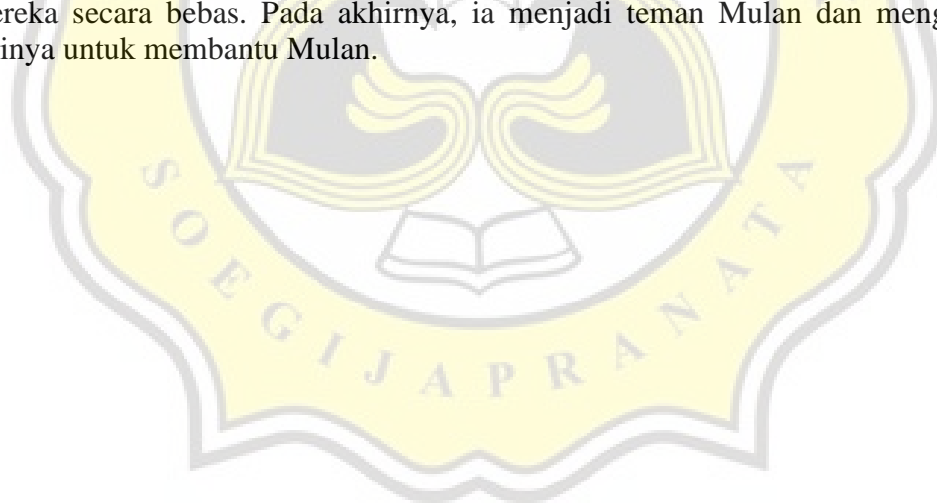 ereka secara bebas. Pada akhirnya, ia menjadi teman Mulan dan meng
inya untuk membantu Mulan.
SOEGIJAPRANATA